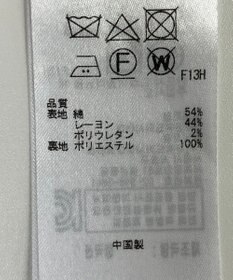 F13H
品質
表地 綿 54%
レーヨン 44%
ポリウレタン 2%
裏地 ポリエステル 100%
中国製